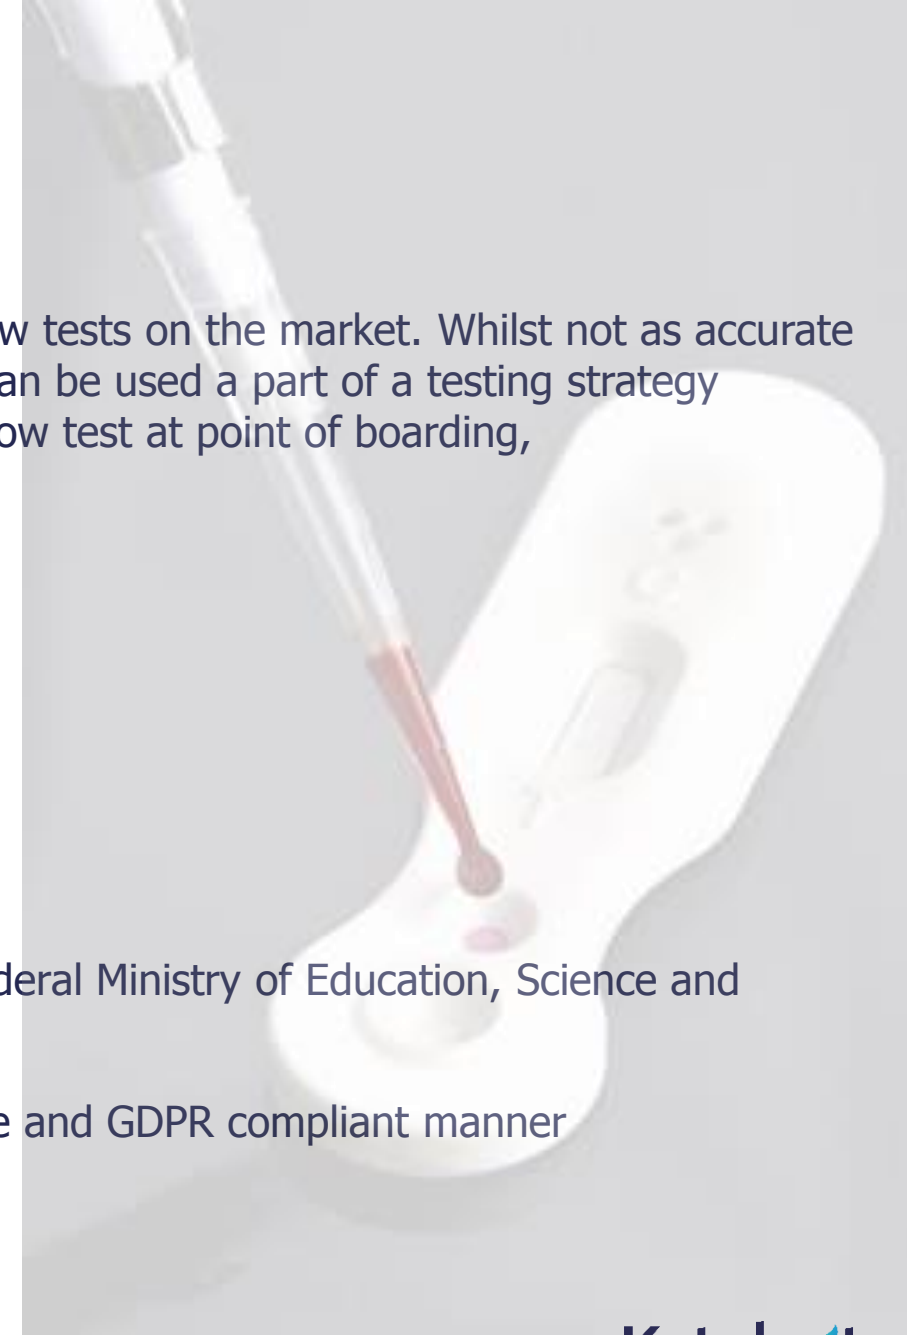 w tests on the market. Whilst not as accurate
an be used a part of a testing strategy
ow test at point of boarding,
deral Ministry of Education, Science and
e and GDPR compliant manner